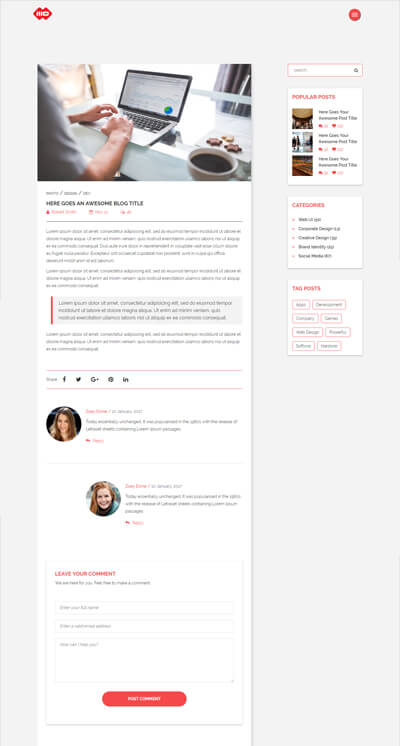 Search...
POPULAR POSTS
Here Goes Your
Awesome Post Title
Here Goes Your
Awesome Post Title
Here Goes Your
Awesome Post Title
PHOTO / DESIGN / DEV
HERE GOES AN AWESOME BLOG TITLE
Robert Smith
CATEGORIES
Web UI (50)
Corporate Design
Creative Design
Brand Identity
Social Media
TAG POSTS
Apps
Development
Company
Games
Web Design
Powerful
Softone
Hardone
Lorem ipsum dolor sit amet, consectetur adipisicing elit, sed do eiusmod tempor incididunt ut labore et
dolore magna aliqua. Ut enim ad minim veniam, quis nostrud exercitation ullamco laboris nisi ut aliquip
ex ea commodo consequat. Duis aute irure dolor in reprehenderit in voluptate velit esse cillum dolore
eu fugiat nulla pariatur. Excepteur sint occaecat cupidatat non proident, sunt in culpa qui officia
deserunt mollit anim id est laborum.
Lorem ipsum dolor sit amet, consectetur adipisicing elit, sed do eiusmod tempor incididunt ut labore et
dolore magna aliqua. Ut enim ad minim veniam, quis nostrud exercitation ullamco laboris nisi ut aliquip
ex ea commodo consequat.
Lorem ipsum dolor sit amet, consectetur adipisicing elit, sed do eiusmod tempor
incididunt ut labore et dolore magna aliqua. Ut enim ad minim veniam, quis
nostrud exercitation ullamco laboris nisi ut aliquip ex ea commodo consequat.
Lorem ipsum dolor sit amet, consectetur adipisicing elit, sed do eiusmod tempor incididunt ut labore et
dolore magna aliqua. Ut enim ad minim veniam, quis nostrud exercitation ullamco laboris nisi ut aliquip
ex ea commodo consequat.
Share
Zoey Dome / 10 January, 2017
Today essentially unchanged. It was popularised in the 1960s with the release of
Letraset sheets containing Lorem Ipsum passages.
Reply
Zoey Dome / 10 January, 2017
Today essentially unchanged. It was popularised in the 1960s
with the release of Letraset sheets containing Lorem Ipsum
passages.
Reply
LEAVE YOUR COMMENT
We are here for you. Feel free to make a comment.
Enter your full name
Enter a valid email address
How can I help you?
POST COMMENT